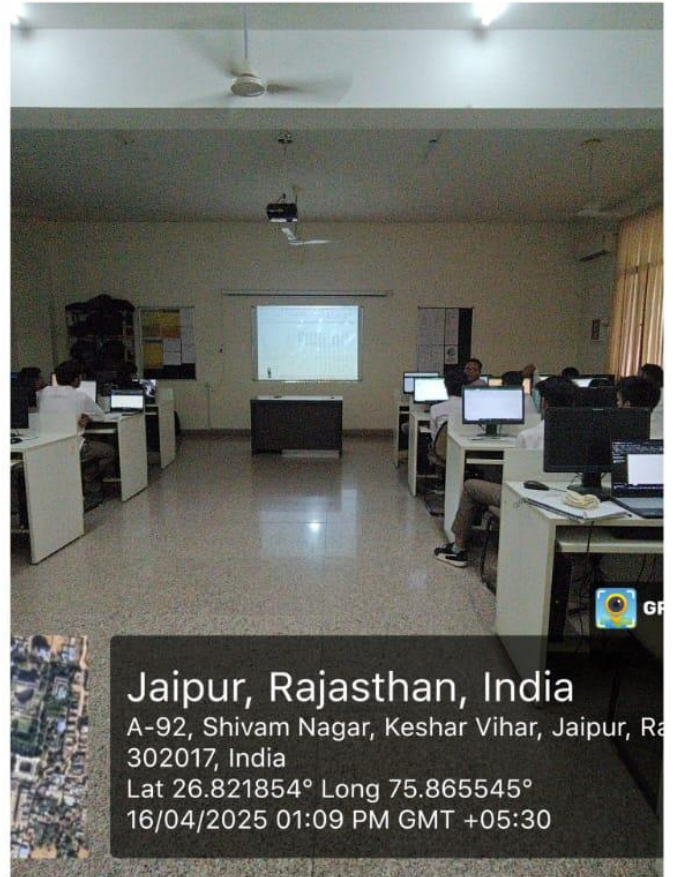 GP
Jaipur, Rajasthan, India
A-92, Shivam Nagar, Keshar Vihar, Jaipur, Ra
302017, India
Lat 26.821854° Long 75.865545°
16/04/2025 01:09 PM GMT +05:30